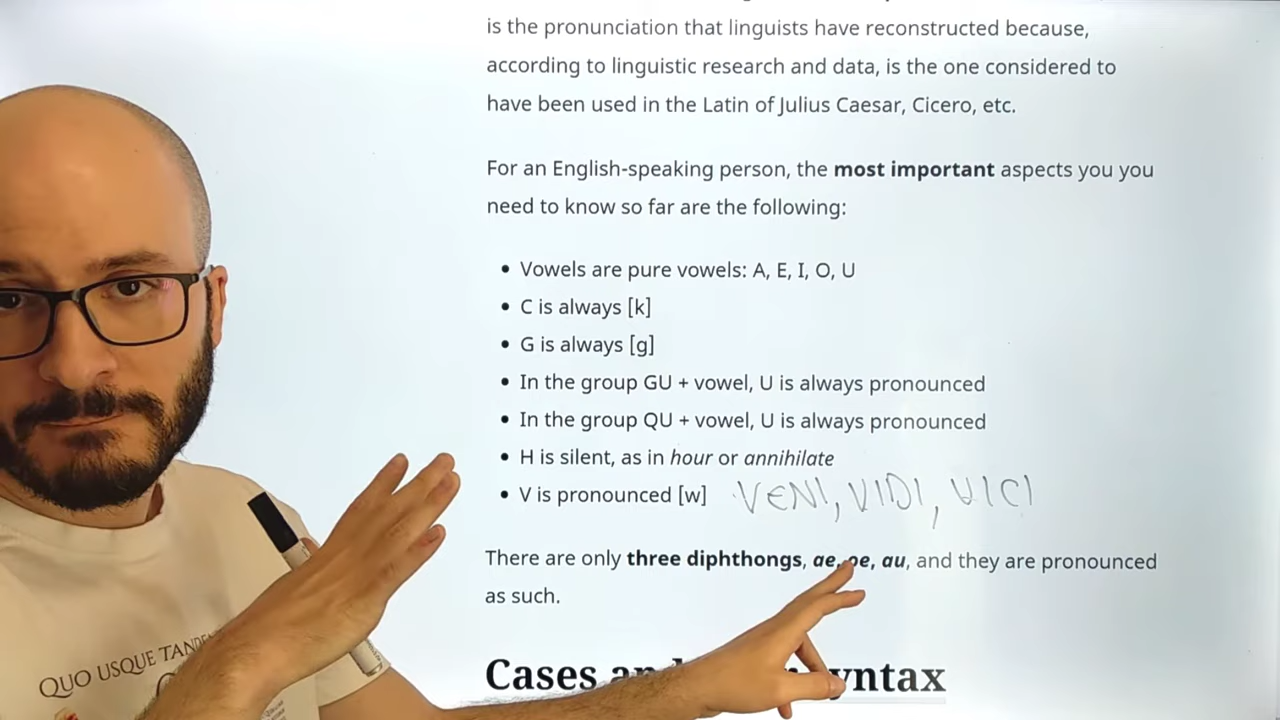 is the pronunciation that linguists have reconstructed because,
according to linguistic research and data, is the one considered to
have been used in the Latin of Julius Caesar, Cicero, etc.
For an English-speaking person, the most important aspects you you
need to know so far are the following:
• Vowels are pure vowels: A, E, I, O, U
• C is always [k]
• G is always [g]
• In the group GU + vowel, U is always pronounced
• In the group QU + vowel, U is always pronounced
• H is silent, as in hour or annihilate
• V is pronounced [w] VENI, VIDI, VICI
There are only three diphthongs, ae, oe, au, and they are pronounced
as such.
Cases
QUO USQUE TANDE